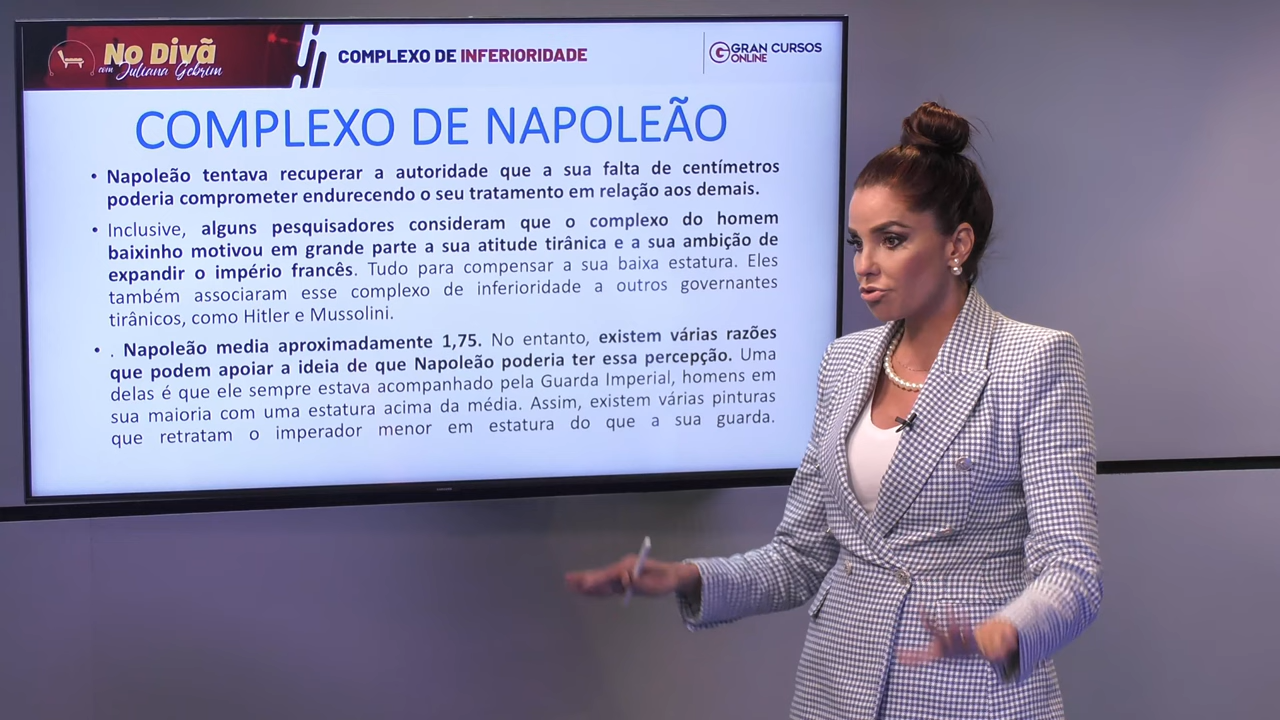 No Divã
com Juliana Gebrim
COMPLEXO DE INFERIORIDADE
GRAN CURSOS
ONLINE
COMPLEXO DE NAPOLEÃO
• Napoleão tentava recuperar a autoridade que a sua falta de centímetros
poderia comprometer endurecendo o seu tratamento em relação aos demais.
• Inclusive, alguns pesquisadores consideram que o complexo do homem
baixinho motivou em grande parte a sua atitude tirânica e a sua ambição de
expandir o império francês. Tudo para compensar a sua baixa estatura. Eles
também associaram esse complexo de inferioridade a outros governantes
tirânicos, como Hitler e Mussolini.
• . Napoleão media aproximadamente 1,75. No entanto, existem várias razões
que podem apoiar a ideia de que Napoleão poderia ter essa percepção. Uma
delas é que ele sempre estava acompanhado pela Guarda Imperial, homens em
sua maioria com uma estatura acima da média. Assim, existem várias pinturas
que retratam o imperador menor em estatura do que a sua guarda.